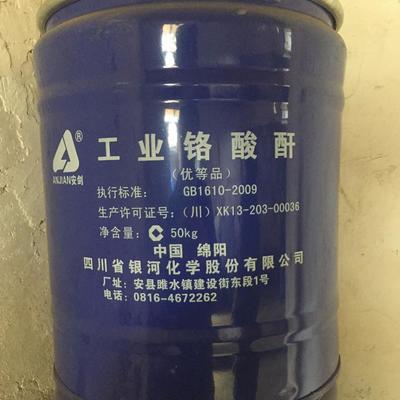 工业铬酸酐
ANJIAN安剑®
(优等品)
执行标准: GB1610-2009
生产许可证号:(川)XK13-203-00036
净含量: C 50kg
中国 绵阳
四川省银河化学股份有限公司
厂址:安县雎水镇建设街东段1号
电话:0816-4672262